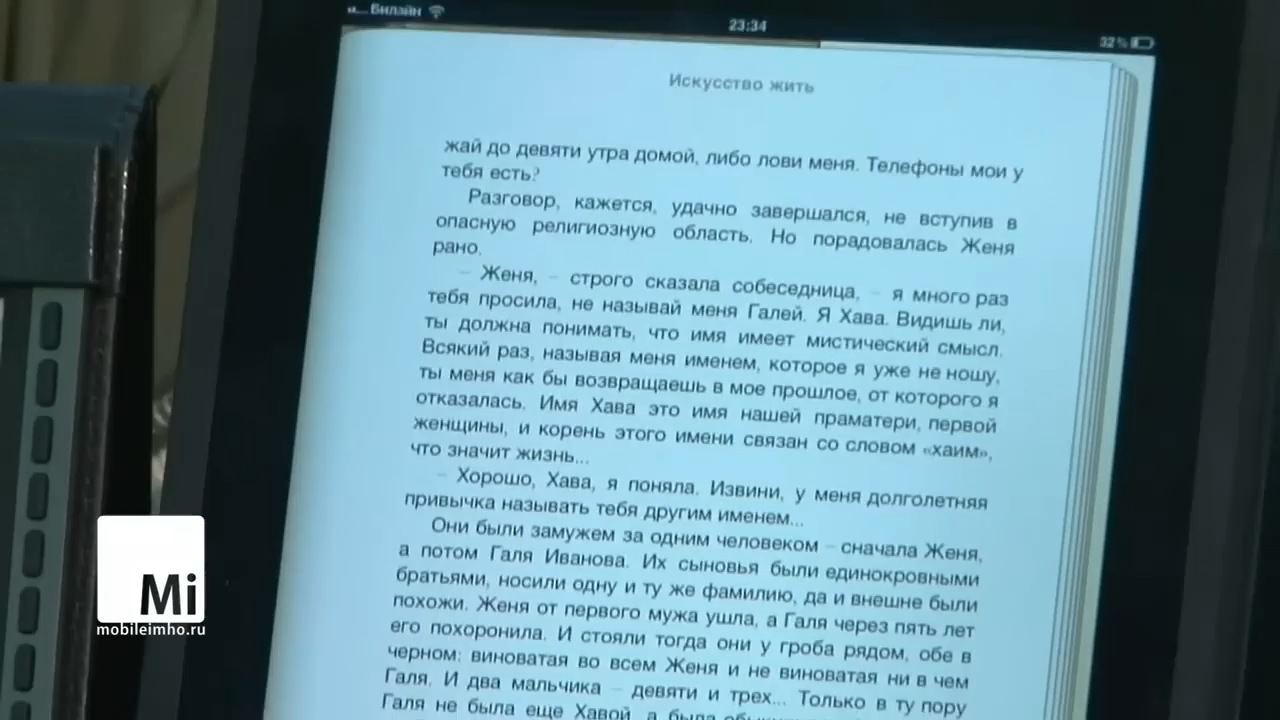 Билайн
23:34
32%
Искусство жить
жай до девяти утра домой, либо лови меня. Телефоны мои у
тебя есть?
Разговор, кажется, удачно завершался, не вступив в
опасную религиозную область. Но порадовалась Женя
рано.
– Женя, – строго сказала собеседница, – я много раз
тебя просила, не называй меня Галей. Я Хава. Видишь ли,
ты должна понимать, что имя имеет мистический смысл.
Всякий раз, называя меня именем, которое я уже не ношу,
ты меня как бы возвращаешь в мое прошлое, от которого я
отказалась. Имя Хава это имя нашей праматери, первой
женщины, и корень этого имени связан со словом «хаим»,
что значит жизнь...
– Хорошо, Хава, я поняла. Извини, у меня долголетняя
привычка называть тебя другим именем...
Они были замужем за одним человеком – сначала Женя,
а потом Галя Иванова. Их сыновья были единокровными
братьями, носили одну и ту же фамилию, да и внешне были
похожи. Женя от первого мужа ушла, а Галя через пять лет
его похоронила. И стояли тогда они у гроба рядом, обе в
черном: виноватая во всем Женя и не виноватая ни в чем
Галя. И два мальчика – девяти и трех... Только в ту пору
Галя не была еще Хавой, а была
Mi
mobileimho.ru